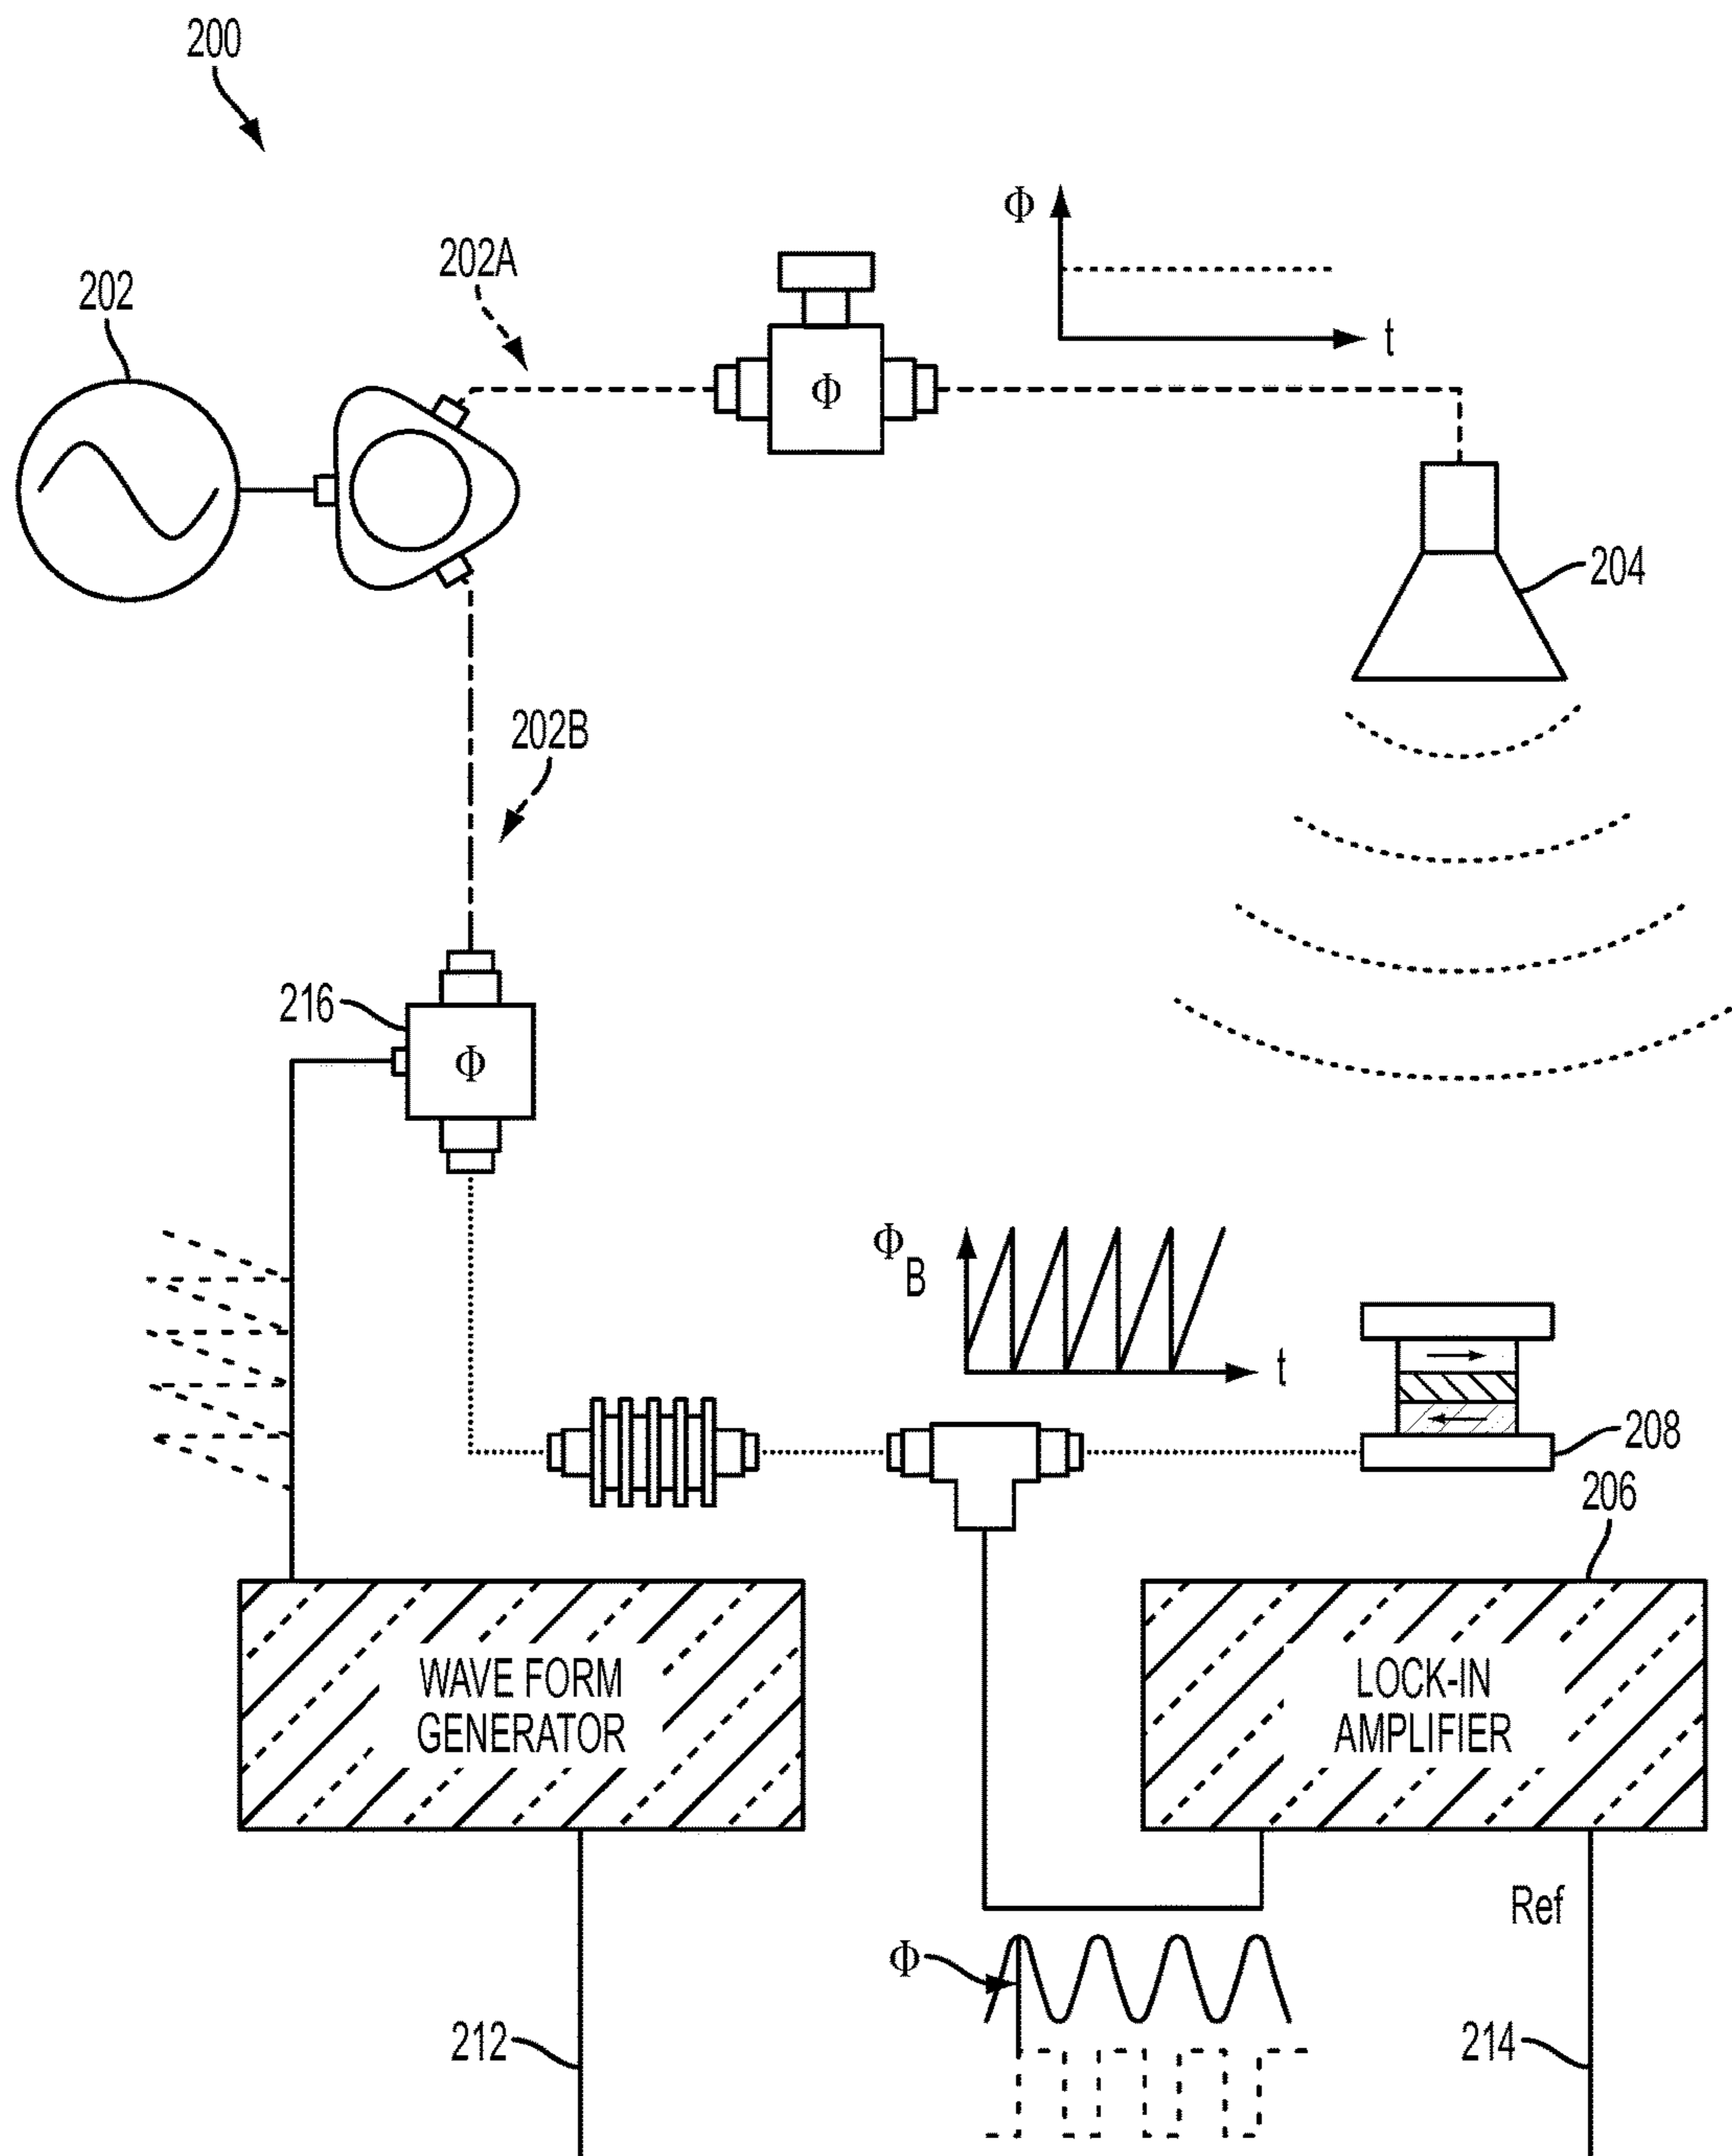 200
202
202A
Φ
t
Φ
204
202B
216
Φ
Φ
B
t
208
206
WAVE FORM
GENERATOR
LOCK-IN
AMPLIFIER
Ref
Φ
212
214